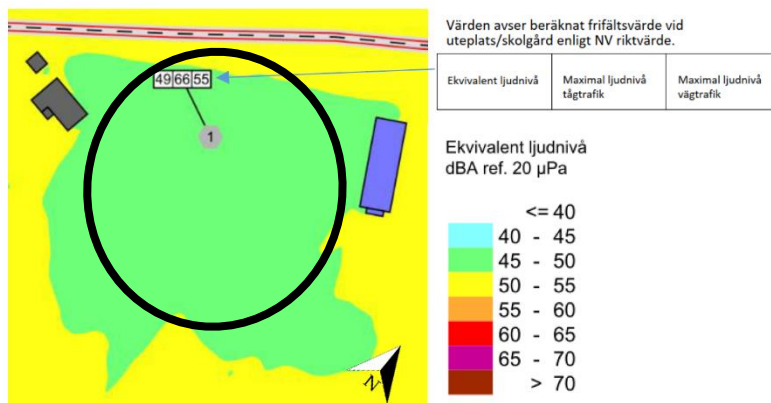 Värden avser beräknat frifältsvärde vid
uteplats/skolgård enligt NV riktvärde.
Ekvivalent ljudnivå
Maximal ljudnivå
tågtrafik
Maximal ljudnivå
vägtrafik
49 66 55
1
N
Ekvivalent ljudnivå
dBA ref. 20 µPa
<= 40
40 - 45
45 - 50
50 - 55
55 - 60
60 - 65
65 - 70
> 70